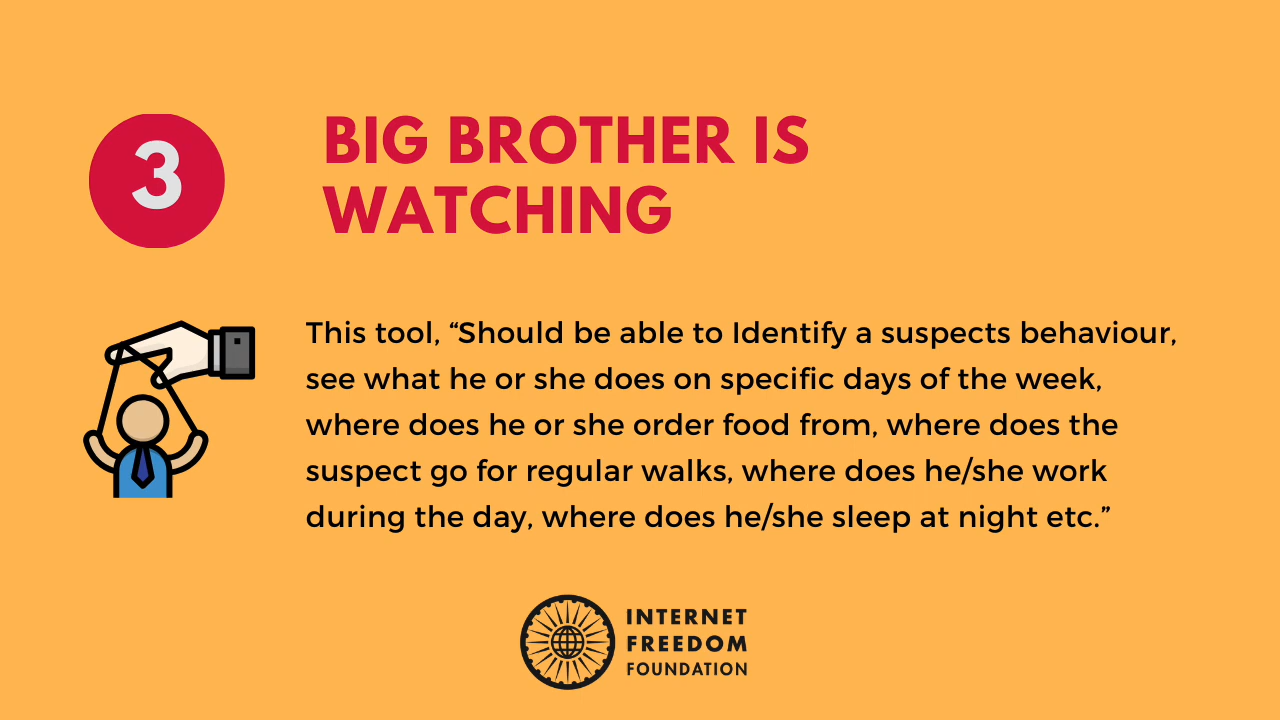 3
BIG BROTHER IS
WATCHING
This tool, “Should be able to Identify a suspects behaviour,
see what he or she does on specific days of the week,
where does he or she order food from, where does the
suspect go for regular walks, where does he/she work
during the day, where does he/she sleep at night etc.”
INTERNET
FREEDOM
FOUNDATION